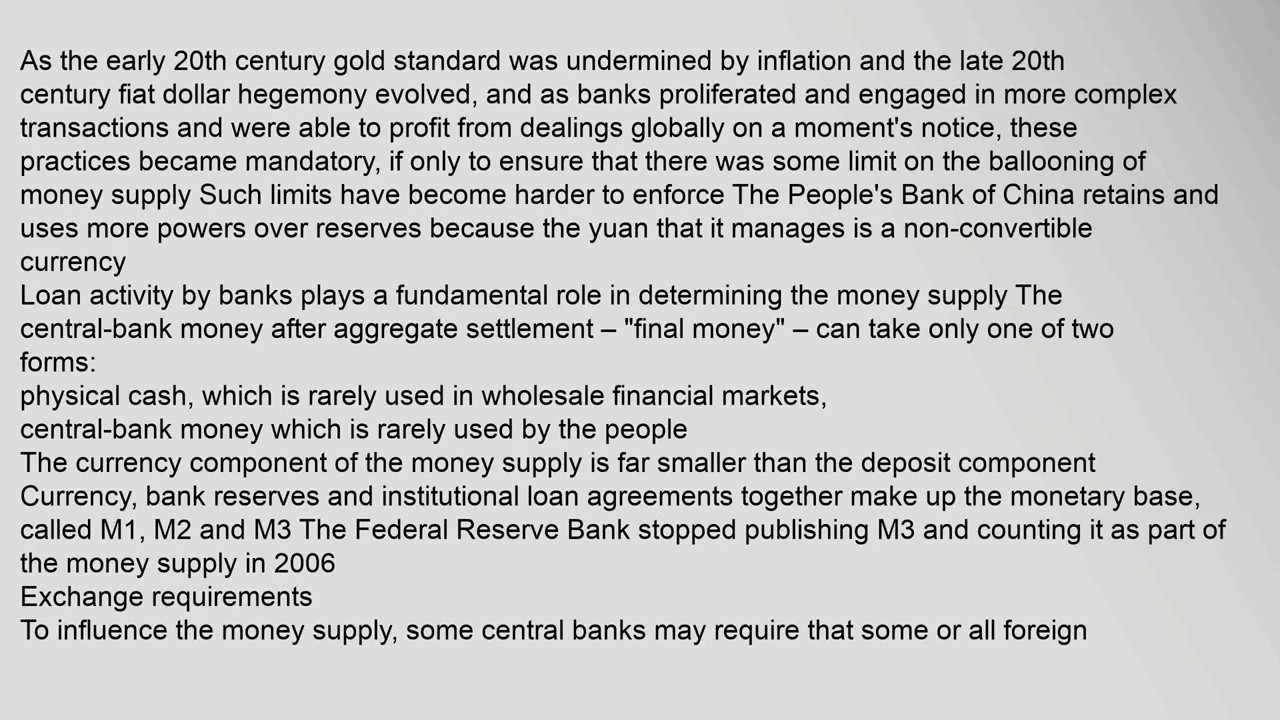 As the early 20th century gold standard was undermined by inflation and the late 20th
century fiat dollar hegemony evolved, and as banks proliferated and engaged in more complex
transactions and were able to profit from dealings globally on a moment's notice, these
practices became mandatory, if only to ensure that there was some limit on the ballooning of
money supply Such limits have become harder to enforce The People's Bank of China retains and
uses more powers over reserves because the yuan that it manages is a non-convertible
currency
Loan activity by banks plays a fundamental role in determining the money supply The
central-bank money after aggregate settlement – "final money" – can take only one of two
forms:
physical cash, which is rarely used in wholesale financial markets,
central-bank money which is rarely used by the people
The currency component of the money supply is far smaller than the deposit component
Currency, bank reserves and institutional loan agreements together make up the monetary base,
called M1, M2 and M3 The Federal Reserve Bank stopped publishing M3 and counting it as part of
the money supply in 2006
Exchange requirements
To influence the money supply, some central banks may require that some or all foreign